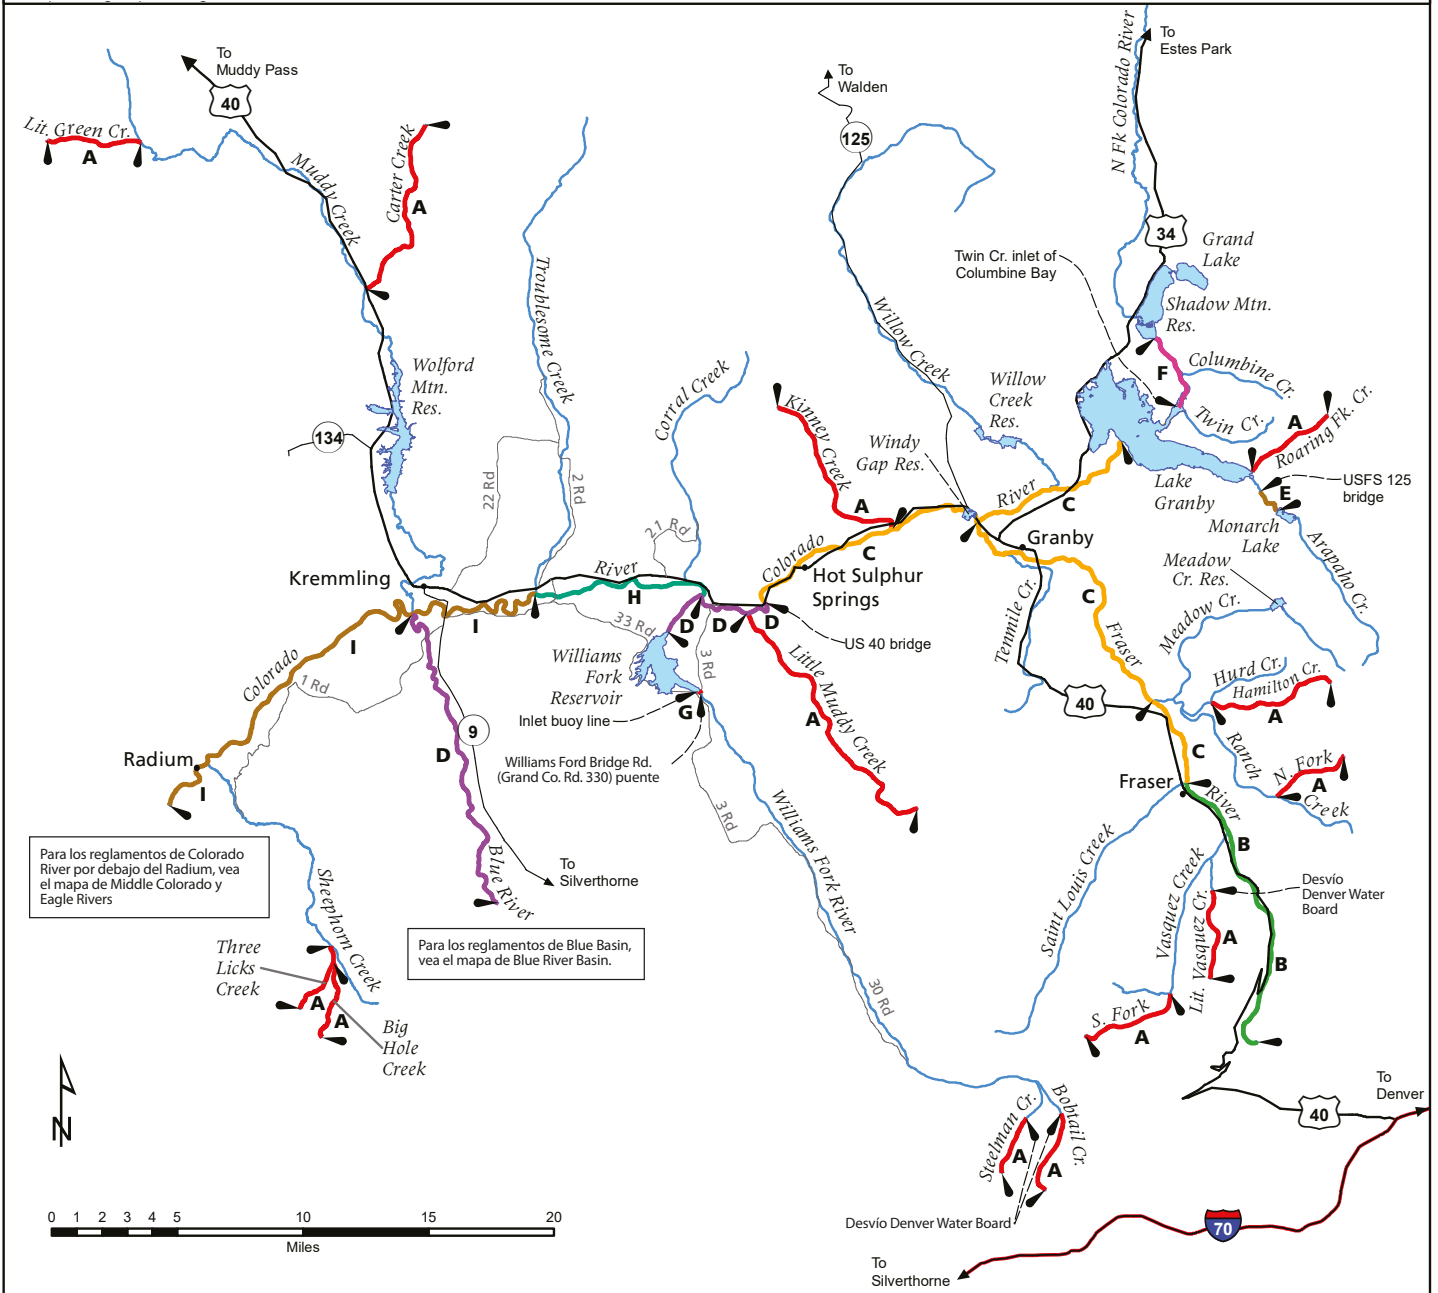 To
Muddy Pass
40
Lit. Green Cr.
A
Muddy Creek
Carter Creek
A
To
Walden
125
N Fk Colorado River
To
Estes Park
34
Grand
Lake
Twin Cr. inlet of
Columbine Bay
Shadow Mtn.
Res.
Troublesome Creek
Willow Creek
Wolford
Mtn.
Res.
134
Corral Creek
Kinney Creek
A
Willow
Creek
Res.
Windy
Gap Res.
F
Columbine Cr.
Twin Cr.
A
Roaring Fk. Cr.
USFS 125
bridge
E
Lake
Granby
Monarch
Lake
Arapaho Cr.
22 Rd
2 Rd
21 Rd
River
C
Granby
Colorado
C
Hot Sulphur
Springs
Meadow
Cr. Res.
Meadow Cr.
Kremmling
River
H
I
I
33 Rd
D
D
D
US 40 bridge
3 Rd
Tenmile Cr.
C
Fraser
Colorado
1 Rd
Williams
Fork
Reservoir
Inlet buoy line
G
Little Muddy Creek
A
Hurd Cr.
Hamilton Cr.
A
40
9
D
Radium
I
Williams Ford Bridge Rd.
(Grand Co. Rd. 330) puente
3 Rd
C
Ranch
Creek
N. Fork
A
Fraser
River
B
Para los reglamentos de Colorado
River por debajo del Radium, vea
el mapa de Middle Colorado y
Eagle Rivers
Sheephorn Creek
Blue River
To
Silverthorne
Williams Fork River
Saint Louis Creek
Vasquez Creek
Lit. Vasquez Cr.
A
Desvío
Denver Water
Board
B
Para los reglamentos de Blue Basin,
vea el mapa de Blue River Basin.
Three
Licks
Creek
A
A
Big
Hole
Creek
30 Rd
S. Fork
A
N
Steelman Cr.
A
Bobtail Cr.
A
Desvío Denver Water Board
To
Denver
40
70
To
Silverthorne
0 1 2 3 4 5 10 15 20
Miles